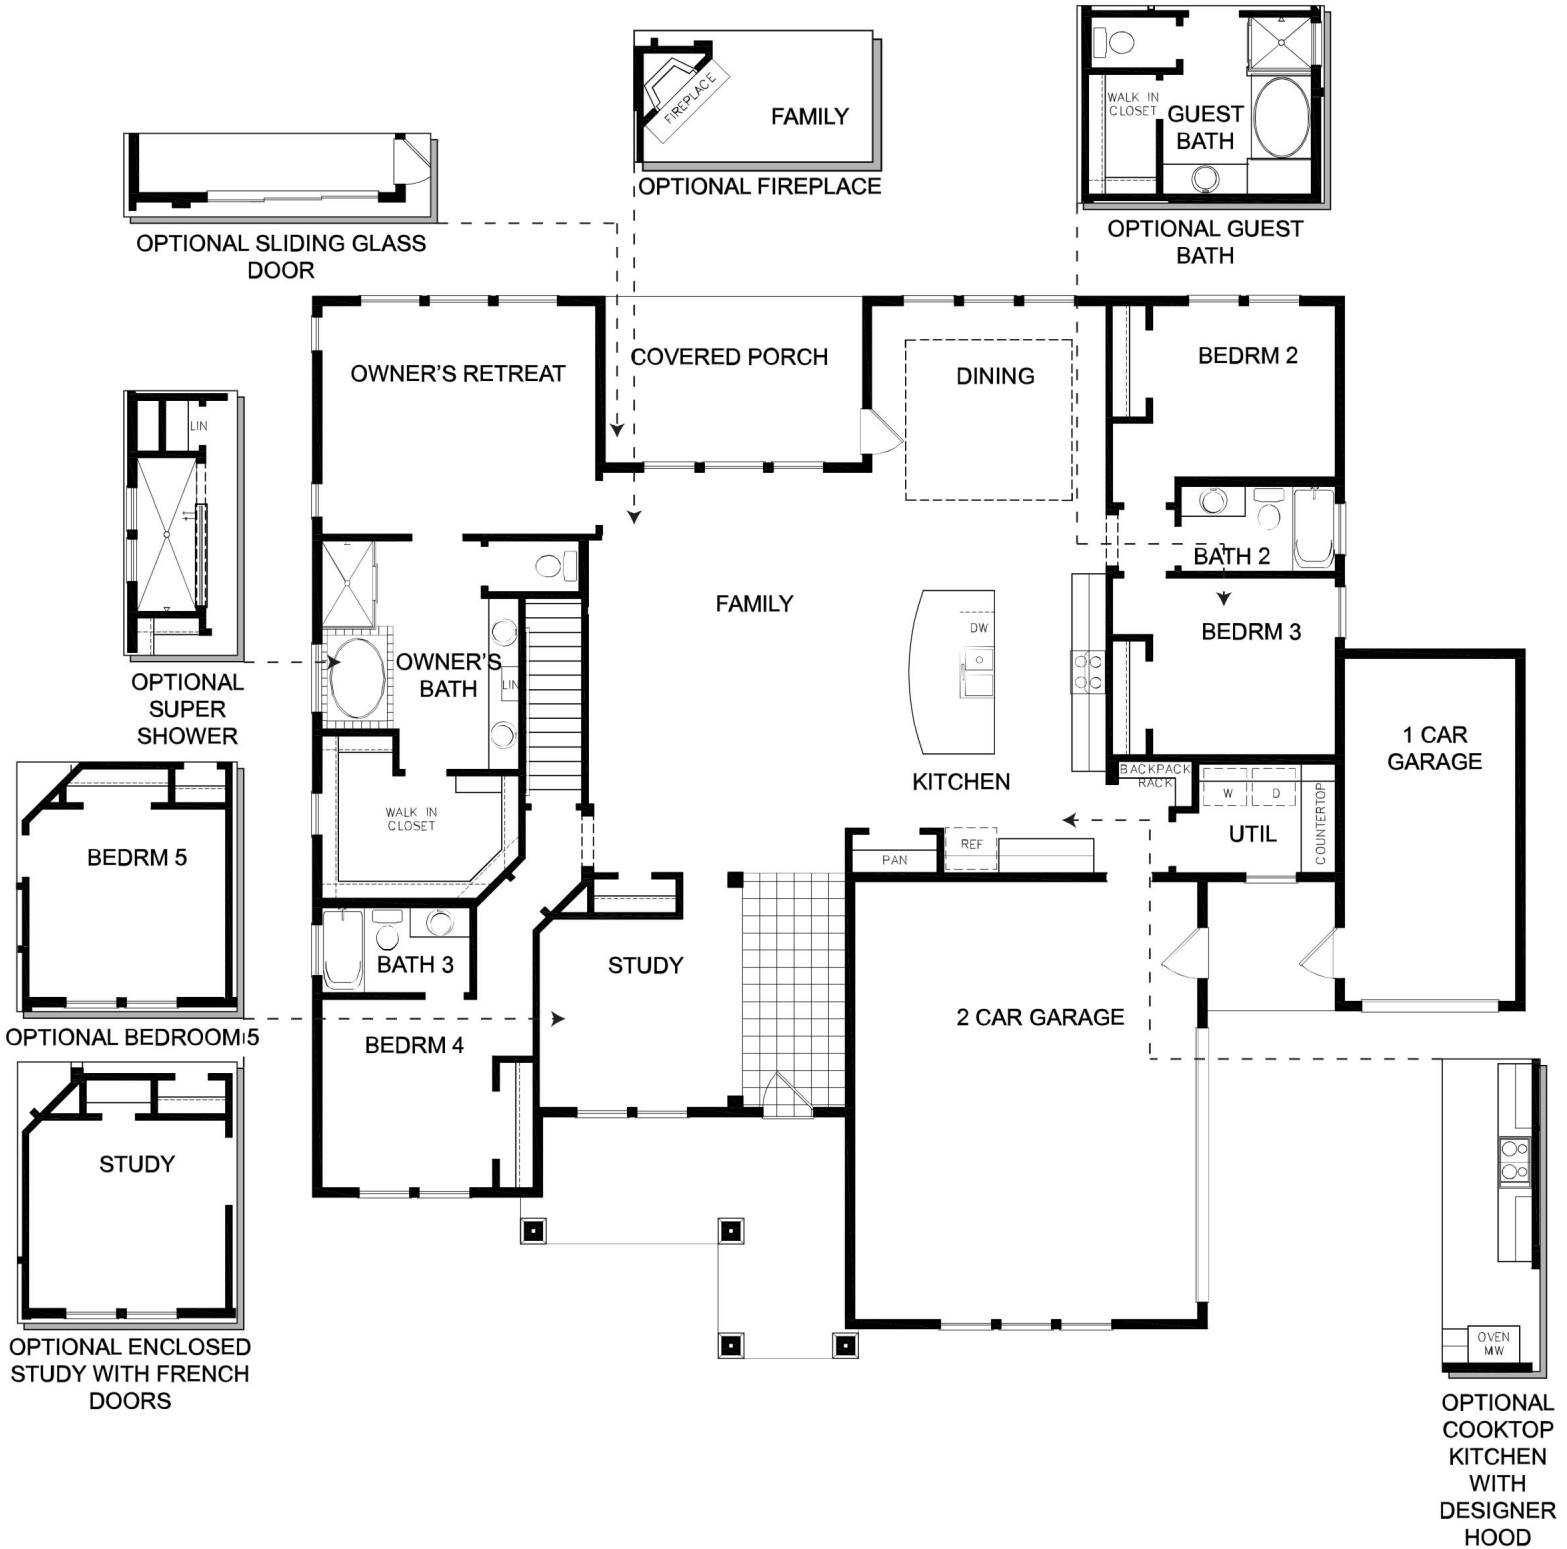 FAMILY
FIREPLACE
OPTIONAL FIREPLACE
WALK IN
CLOSET
GUEST
BATH
OPTIONAL GUEST
BATH
OPTIONAL SLIDING GLASS
DOOR
OWNER'S RETREAT
COVERED PORCH
DINING
BEDRM 2
LIN
OPTIONAL
SUPER
SHOWER
BATH 2
FAMILY
DW
BEDRM 3
OWNER'S
BATH
LIN
KITCHEN
BACKPACK
RACK
W
D
COUNTERTOP
UTIL
1 CAR
GARAGE
WALK IN
CLOSET
PAN
REF
BEDRM 5
OPTIONAL BEDROOM 5
BATH 3
STUDY
BEDRM 4
2 CAR GARAGE
STUDY
OPTIONAL ENCLOSED
STUDY WITH FRENCH
DOORS
OVEN
MW
OPTIONAL
COOKTOP
KITCHEN
WITH
DESIGNER
HOOD